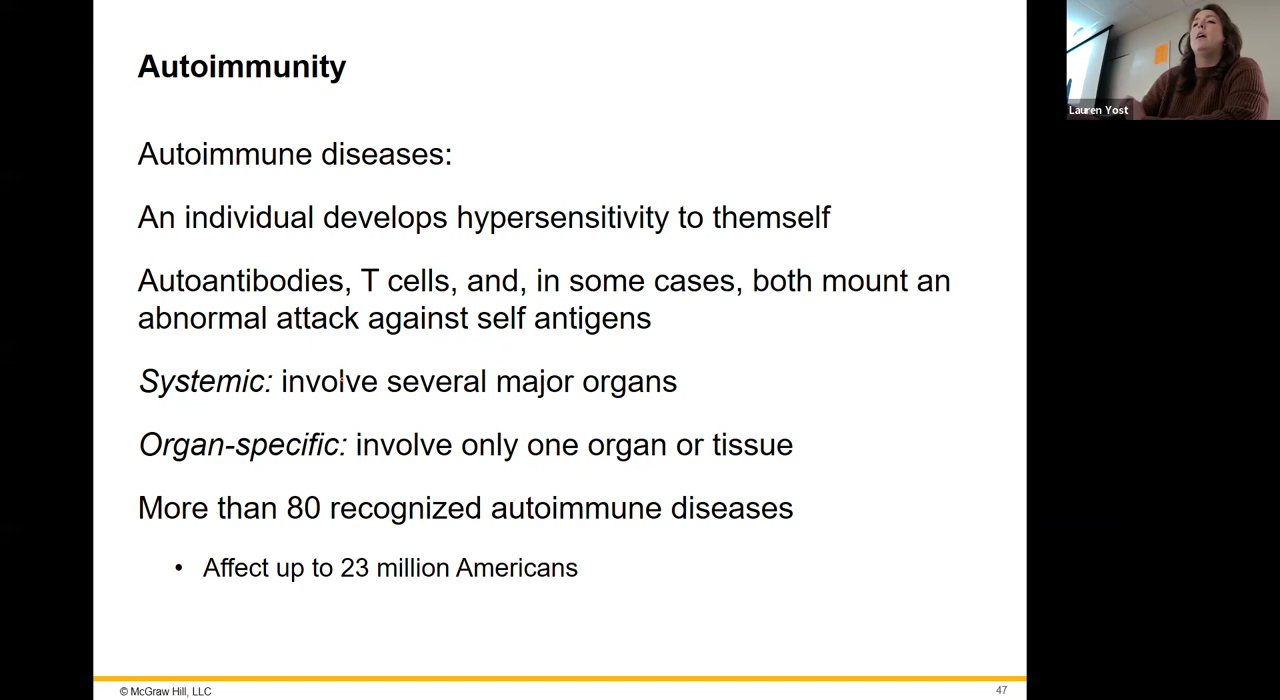 Autoimmunity
Autoimmune diseases:
An individual develops hypersensitivity to themself
Autoantibodies, T cells, and, in some cases, both mount an
abnormal attack against self antigens
Systemic: involve several major organs
Organ-specific: involve only one organ or tissue
More than 80 recognized autoimmune diseases
• Affect up to 23 million Americans
© McGraw Hill, LLC
47
Lauren Yost